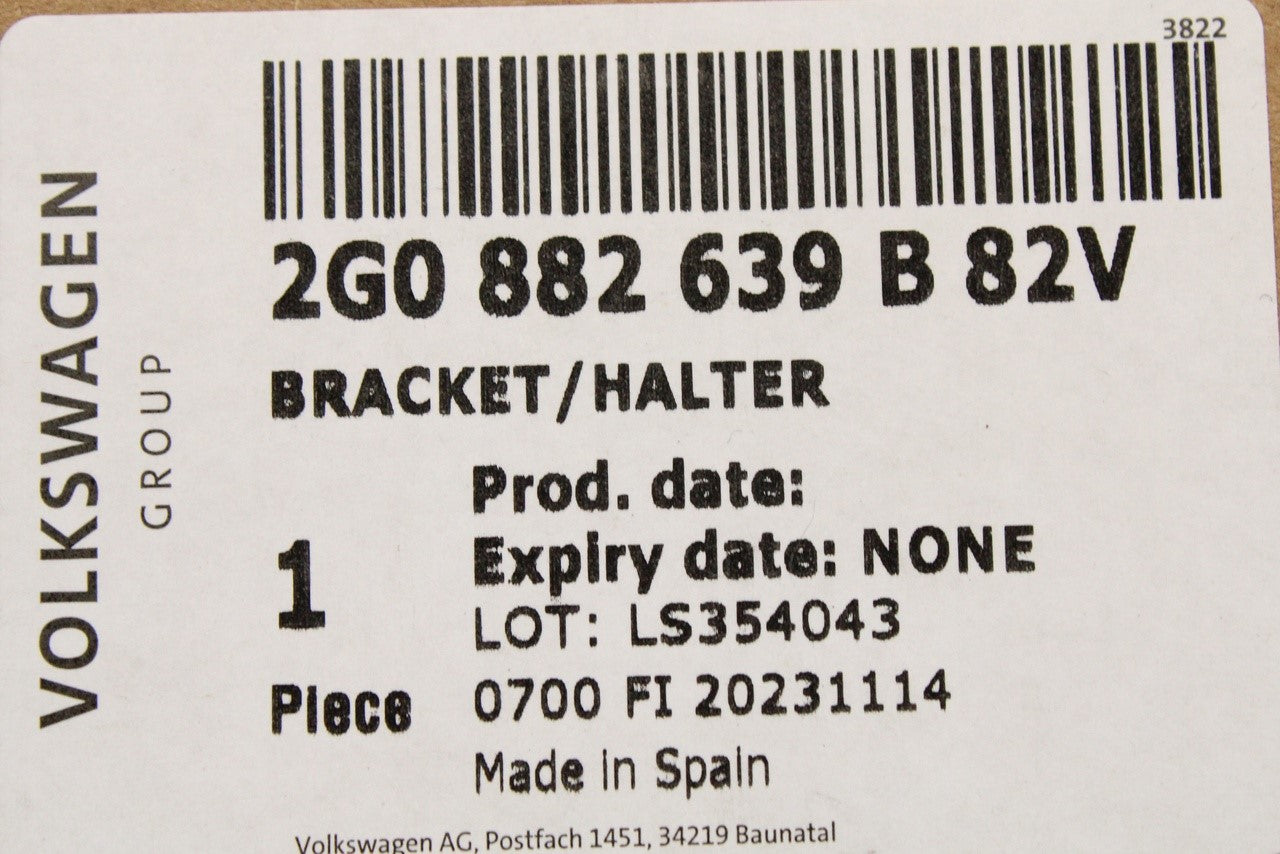 3822
VOLKSWAGEN
GROUP
2G0 882 639 B 82V
BRACKET/HALTER
Prod. date:
Expiry date: NONE
LOT: LS354043
1
Piece
0700 FI 20231114
Made in Spain
Volkswagen AG, Postfach 1451, 34219 Baunatal